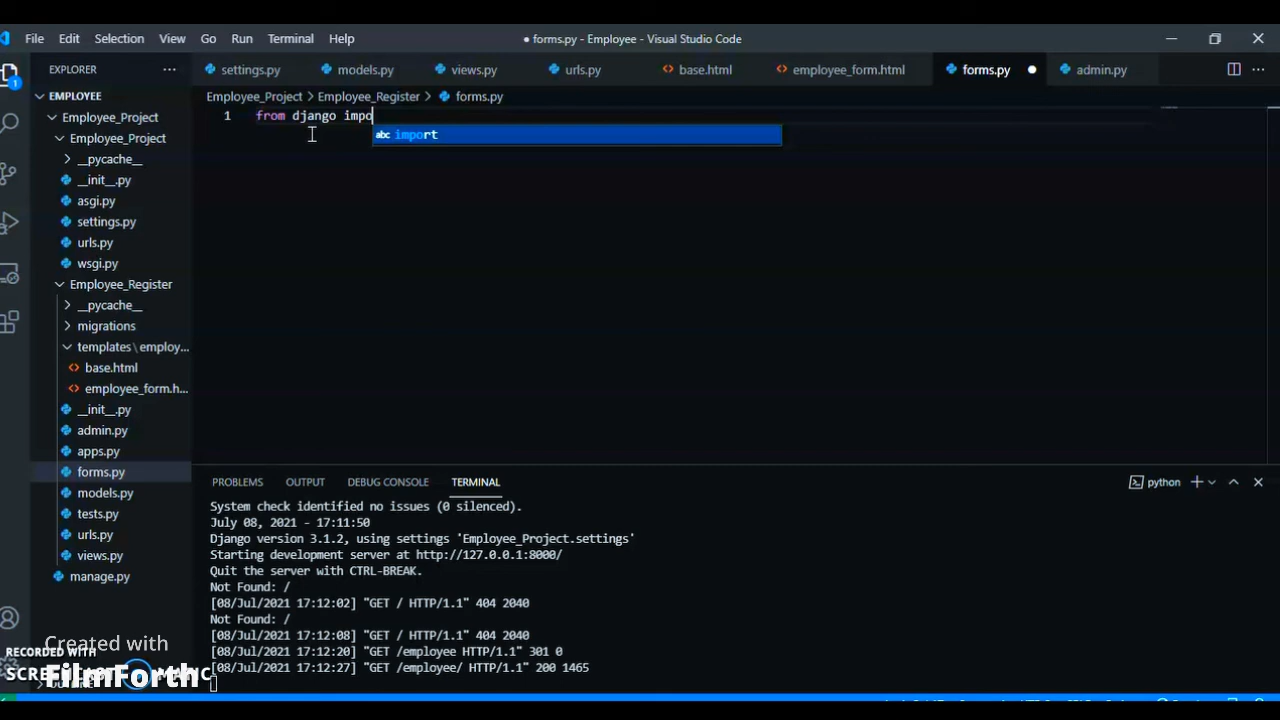 File Edit Selection View Go Run Terminal Help
● forms.py - Employee - Visual Studio Code
EXPLORER
settings.py models.py views.py urls.py base.html employee_form.html forms.py admin.py
EMPLOYEE
Employee_Project > Employee_Register > forms.py
1 from django impo
abc import
Employee_Project
Employee_Project
__pycache__
__init__.py
asgi.py
settings.py
urls.py
wsgi.py
Employee_Register
__pycache__
migrations
templates\employ...
base.html
employee_form.h...
__init__.py
admin.py
apps.py
forms.py
models.py
tests.py
urls.py
views.py
manage.py
PROBLEMS OUTPUT DEBUG CONSOLE TERMINAL
python
System check identified no issues (0 silenced).
July 08, 2021 - 17:11:50
Django version 3.1.2, using settings 'Employee_Project.settings'
Starting development server at http://127.0.0.1:8000/
Quit the server with CTRL-BREAK.
Not Found: /
[08/Jul/2021 17:12:02] "GET / HTTP/1.1" 404 2040
Not Found: /
[08/Jul/2021 17:12:08] "GET / HTTP/1.1" 404 2040
[08/Jul/2021 17:12:20] "GET /employee HTTP/1.1" 301 0
[08/Jul/2021 17:12:27] "GET /employee/ HTTP/1.1" 200 1465
1
Created with
RECORDED WITH
FilmForth